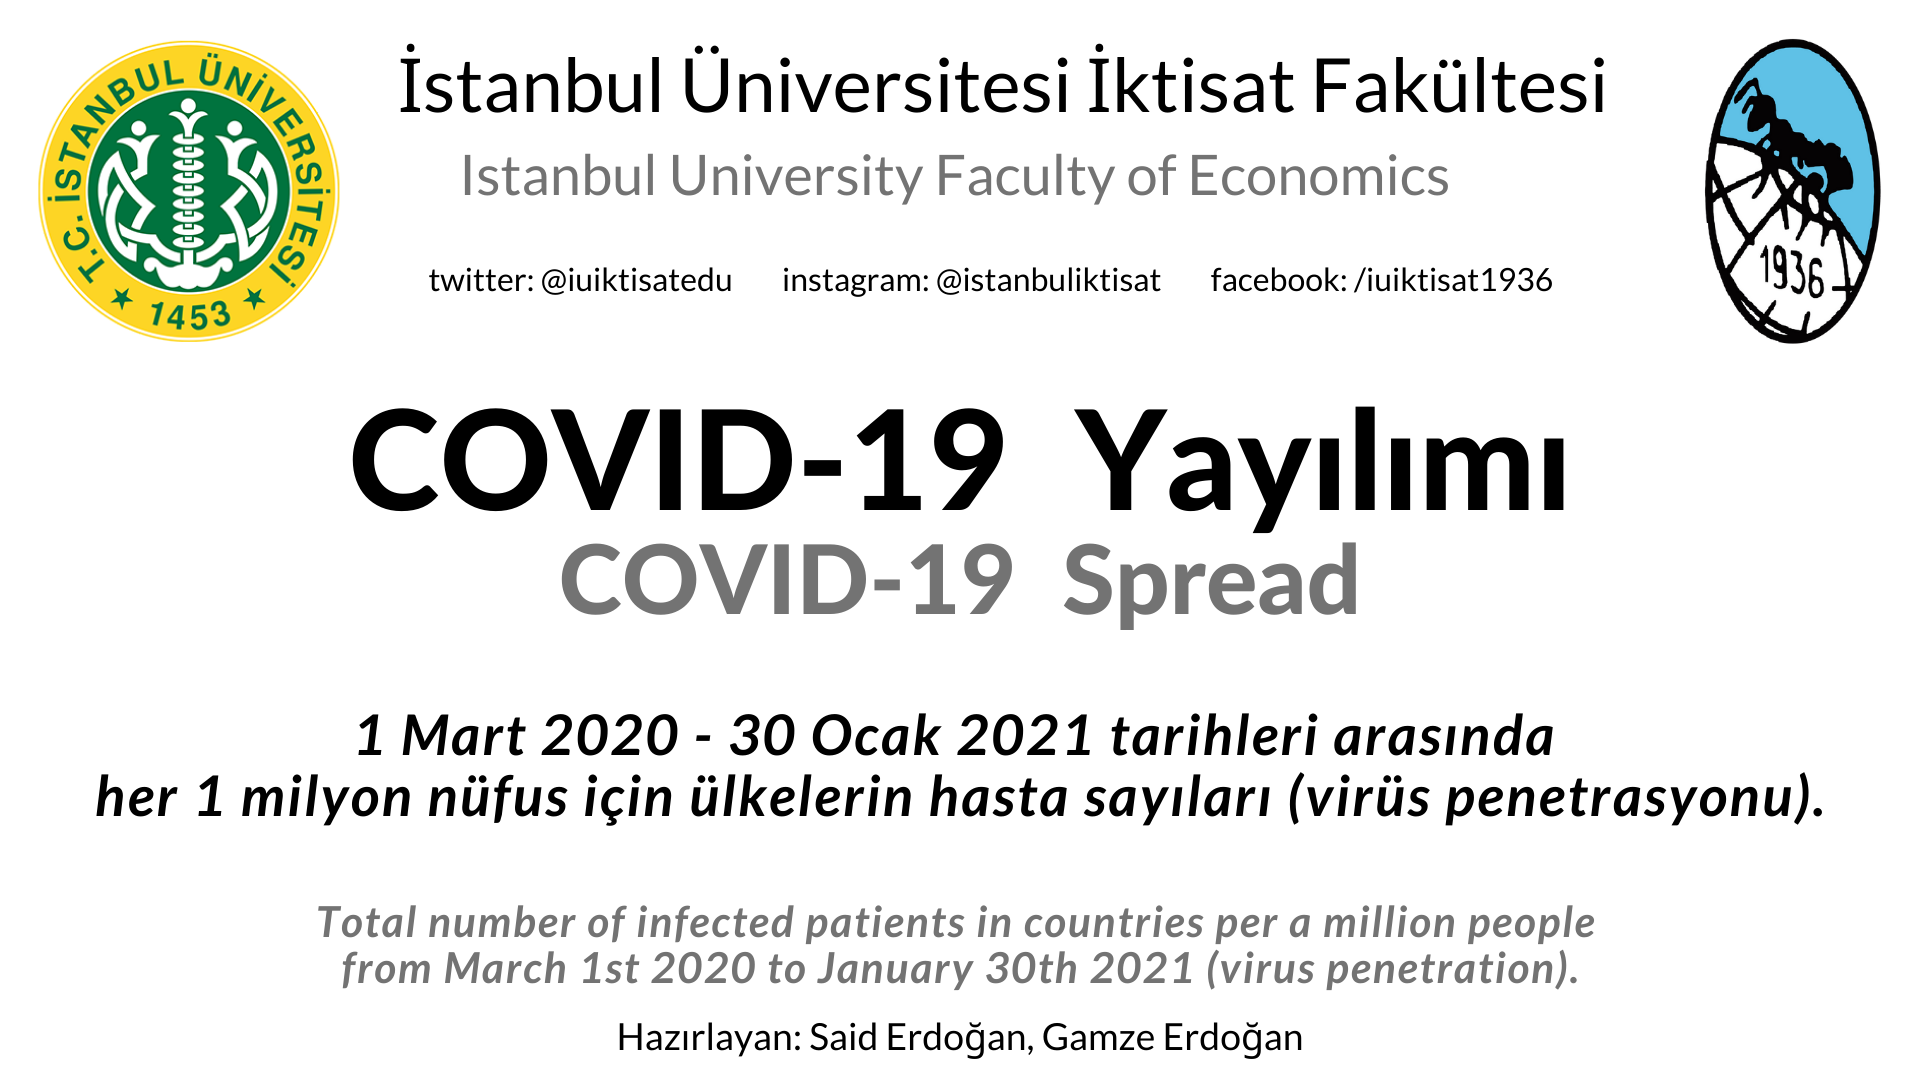 T.C. İSTANBUL ÜNİVERSİTESİ
1453
İstanbul Üniversitesi İktisat Fakültesi
Istanbul University Faculty of Economics
twitter: @iuiktisatedu instagram: @istanbuliktisat facebook: /iuiktisat1936
1936
COVID-19 Yayılımı
COVID-19 Spread
1 Mart 2020 - 30 Ocak 2021 tarihleri arasında
her 1 milyon nüfus için ülkelerin hasta sayıları (virüs penetrasyonu).
Total number of infected patients in countries per a million people
from March 1st 2020 to January 30th 2021 (virus penetration).
Hazırlayan: Said Erdoğan, Gamze Erdoğan